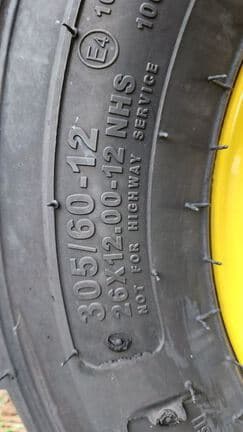 305/60-12
26X12.00-12 NHS
NOT FOR HIGHWAY SERVICE
E4